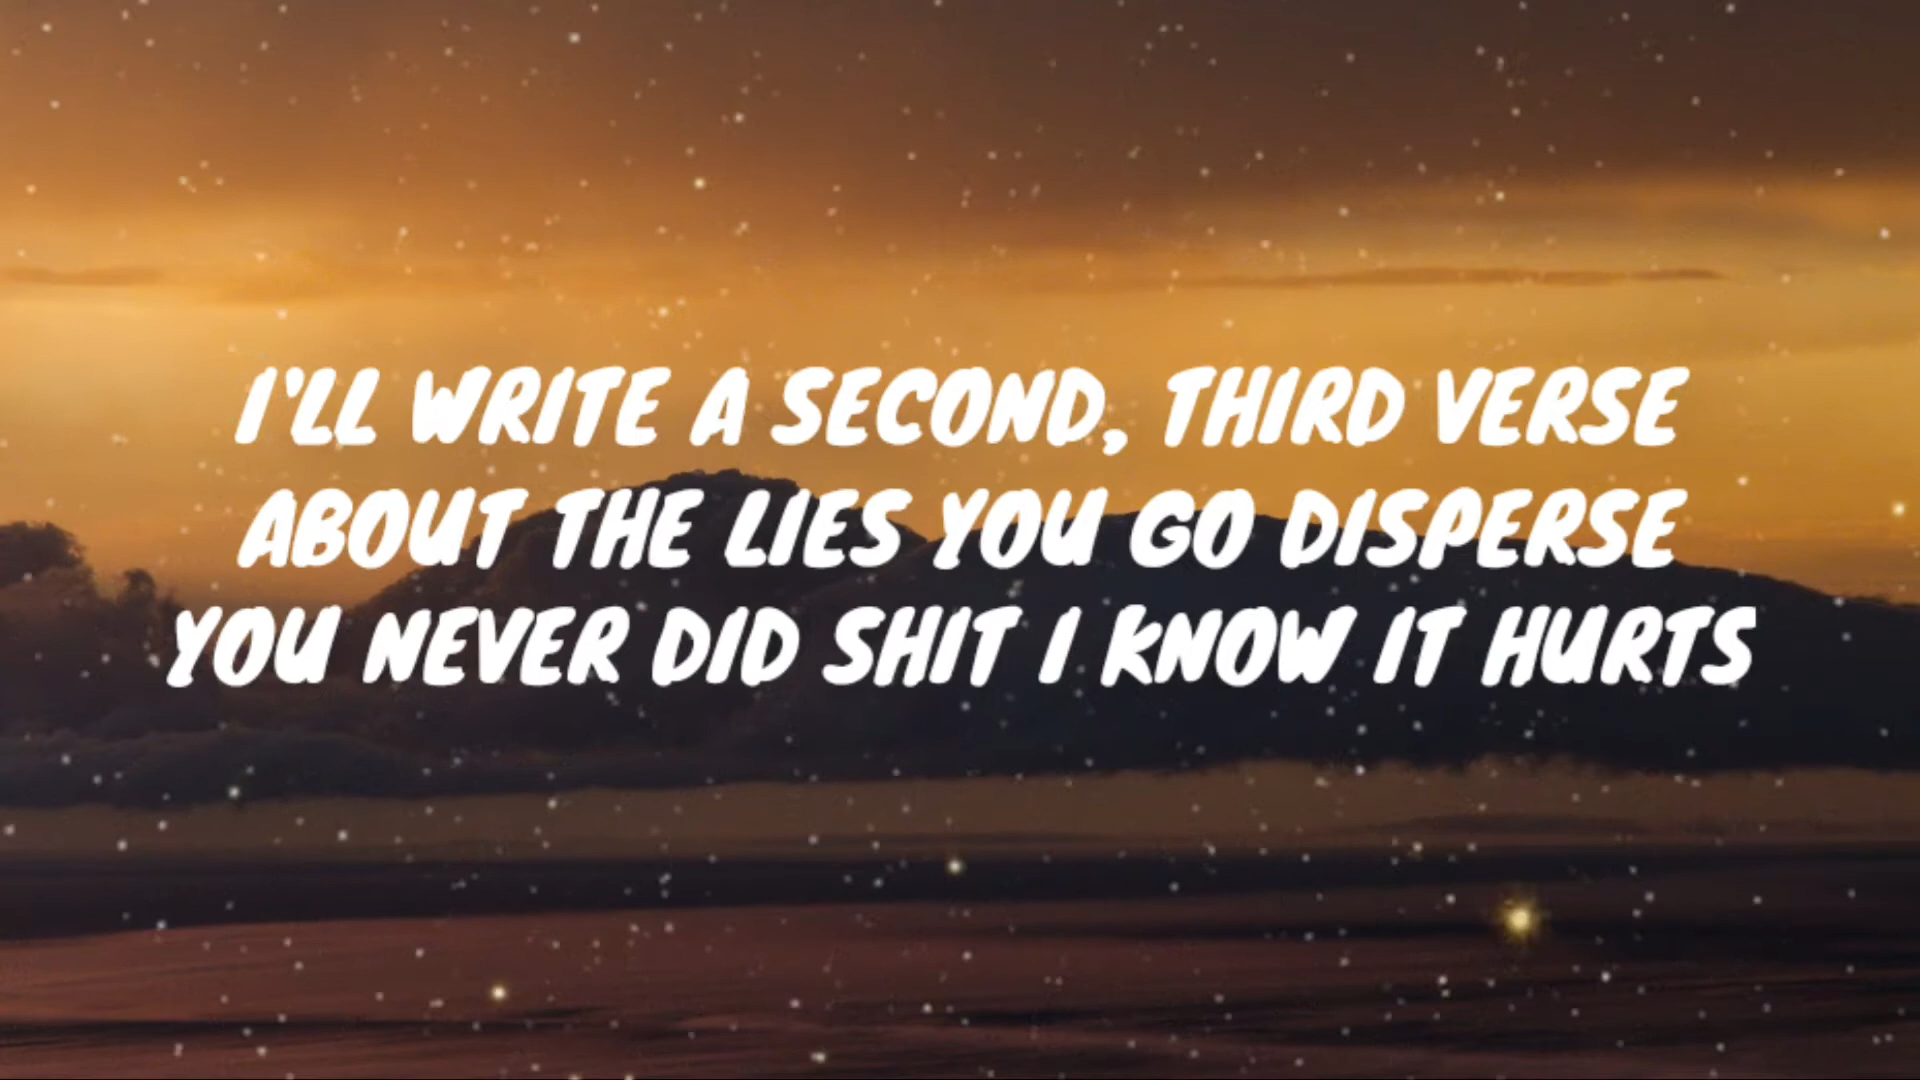 I'LL WRITE A SECOND, THIRD VERSE
ABOUT THE LIES YOU GO DISPERSE
YOU NEVER DID SHIT I KNOW IT HURTS